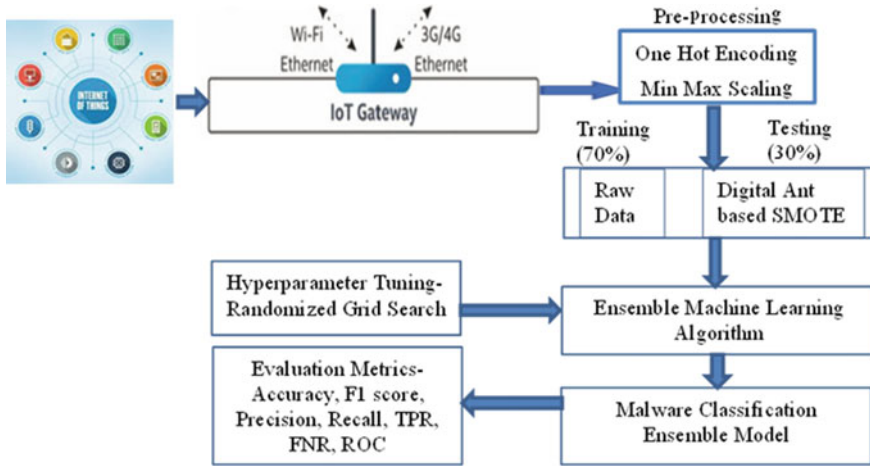 INTERNET
OF THINGS
Wi-Fi
3G/4G
Ethernet
Ethernet
IoT Gateway
Pre-processing
One Hot Encoding
Min Max Scaling
Training
(70%)
Testing
(30%)
Raw
Data
Digital Ant
based SMOTE
Hyperparameter Tuning-
Randomized Grid Search
Ensemble Machine Learning
Algorithm
Evaluation Metrics-
Accuracy, F1 score,
Precision, Recall, TPR,
FNR, ROC
Malware Classification
Ensemble Model